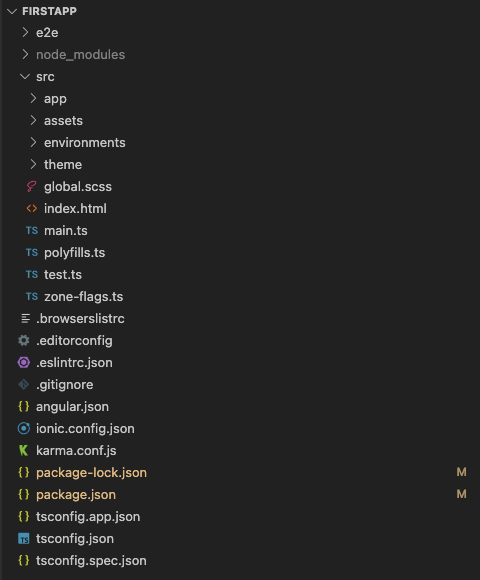 FIRSTAPP
e2e
node_modules
src
app
assets
environments
theme
global.scss
index.html
TS main.ts
TS polyfills.ts
TS test.ts
TS zone-flags.ts
.browserslistrc
.editorconfig
.eslintrc.json
.gitignore
{} angular.json
ionic.config.json
karma.conf.js
{} package-lock.json M
{} package.json M
{} tsconfig.app.json
TS tsconfig.json
{} tsconfig.spec.json